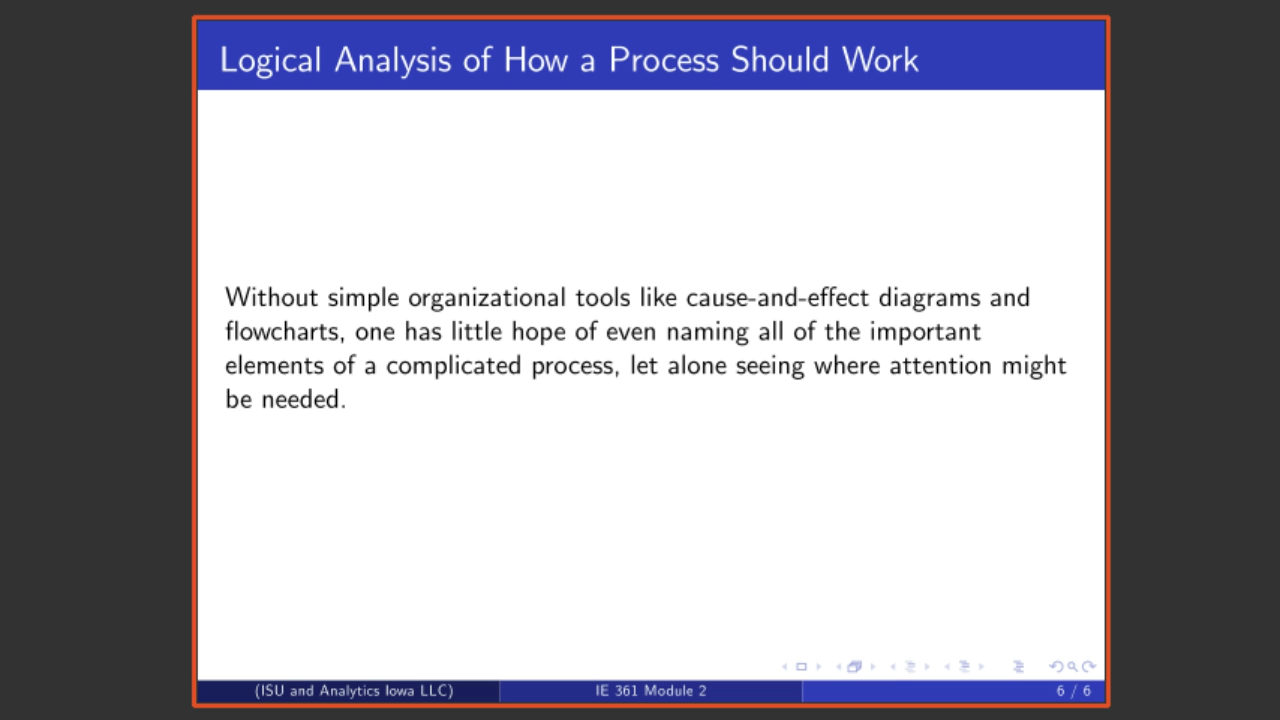 Logical Analysis of How a Process Should Work
Without simple organizational tools like cause-and-effect diagrams and
flowcharts, one has little hope of even naming all of the important
elements of a complicated process, let alone seeing where attention might
be needed.
(ISU and Analytics Iowa LLC)
IE 361 Module 2
6 / 6